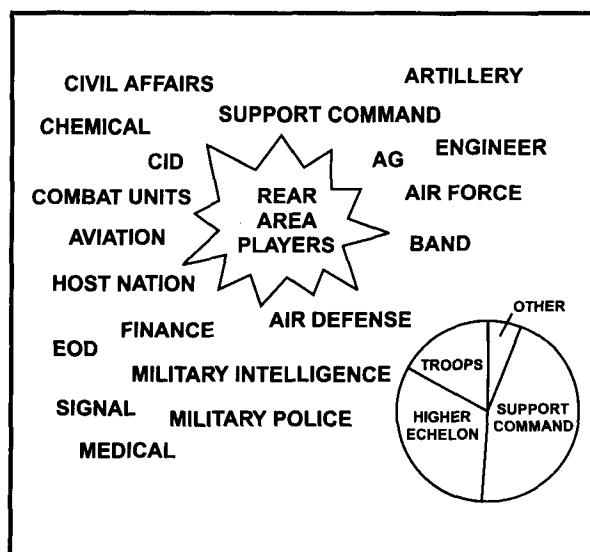 CIVIL AFFAIRS
ARTILLERY
SUPPORT COMMAND
CHEMICAL
ENGINEER
CID
AG
COMBAT UNITS
REAR
AREA
PLAYERS
AIR FORCE
AVIATION
BAND
HOST NATION
AIR DEFENSE
FINANCE
EOD
MILITARY INTELLIGENCE
SIGNAL
MILITARY POLICE
MEDICAL
OTHER
TROOPS
HIGHER
ECHELON
SUPPORT
COMMAND